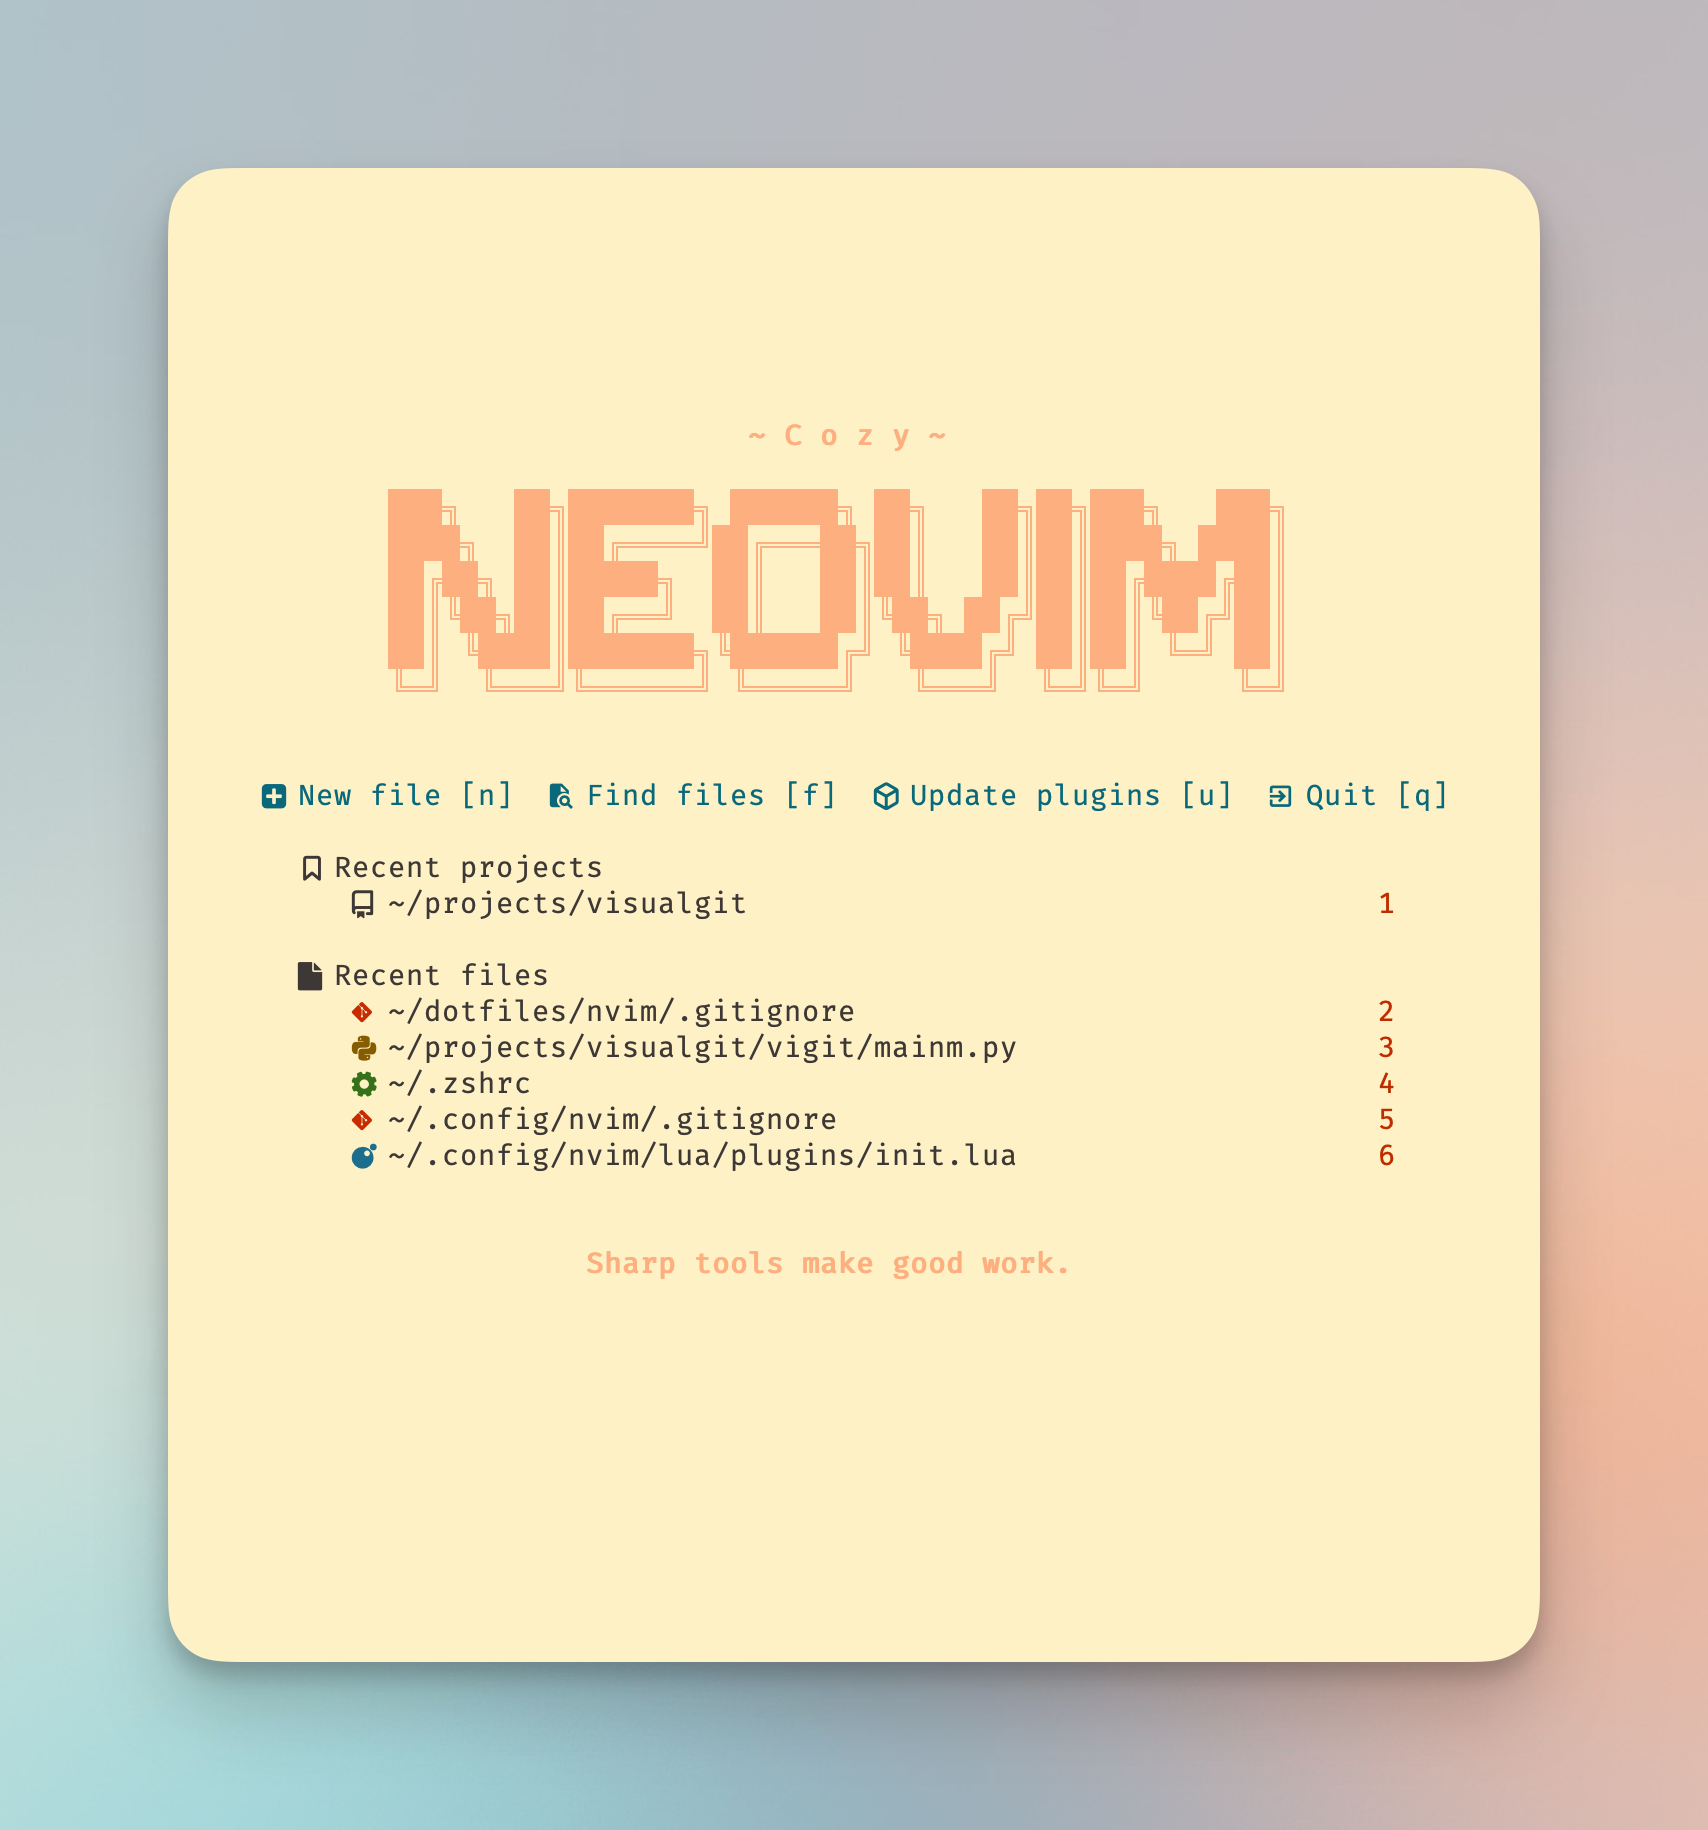 ~ C o z y ~
NEOVIM
New file [n] Find files [f] Update plugins [u] Quit [q]
Recent projects
~/projects/visualgit 1
Recent files
~/dotfiles/nvim/.gitignore 2
~/projects/visualgit/vigit/mainm.py 3
~/.zshrc 4
~/.config/nvim/.gitignore 5
~/.config/nvim/lua/plugins/init.lua 6
Sharp tools make good work.